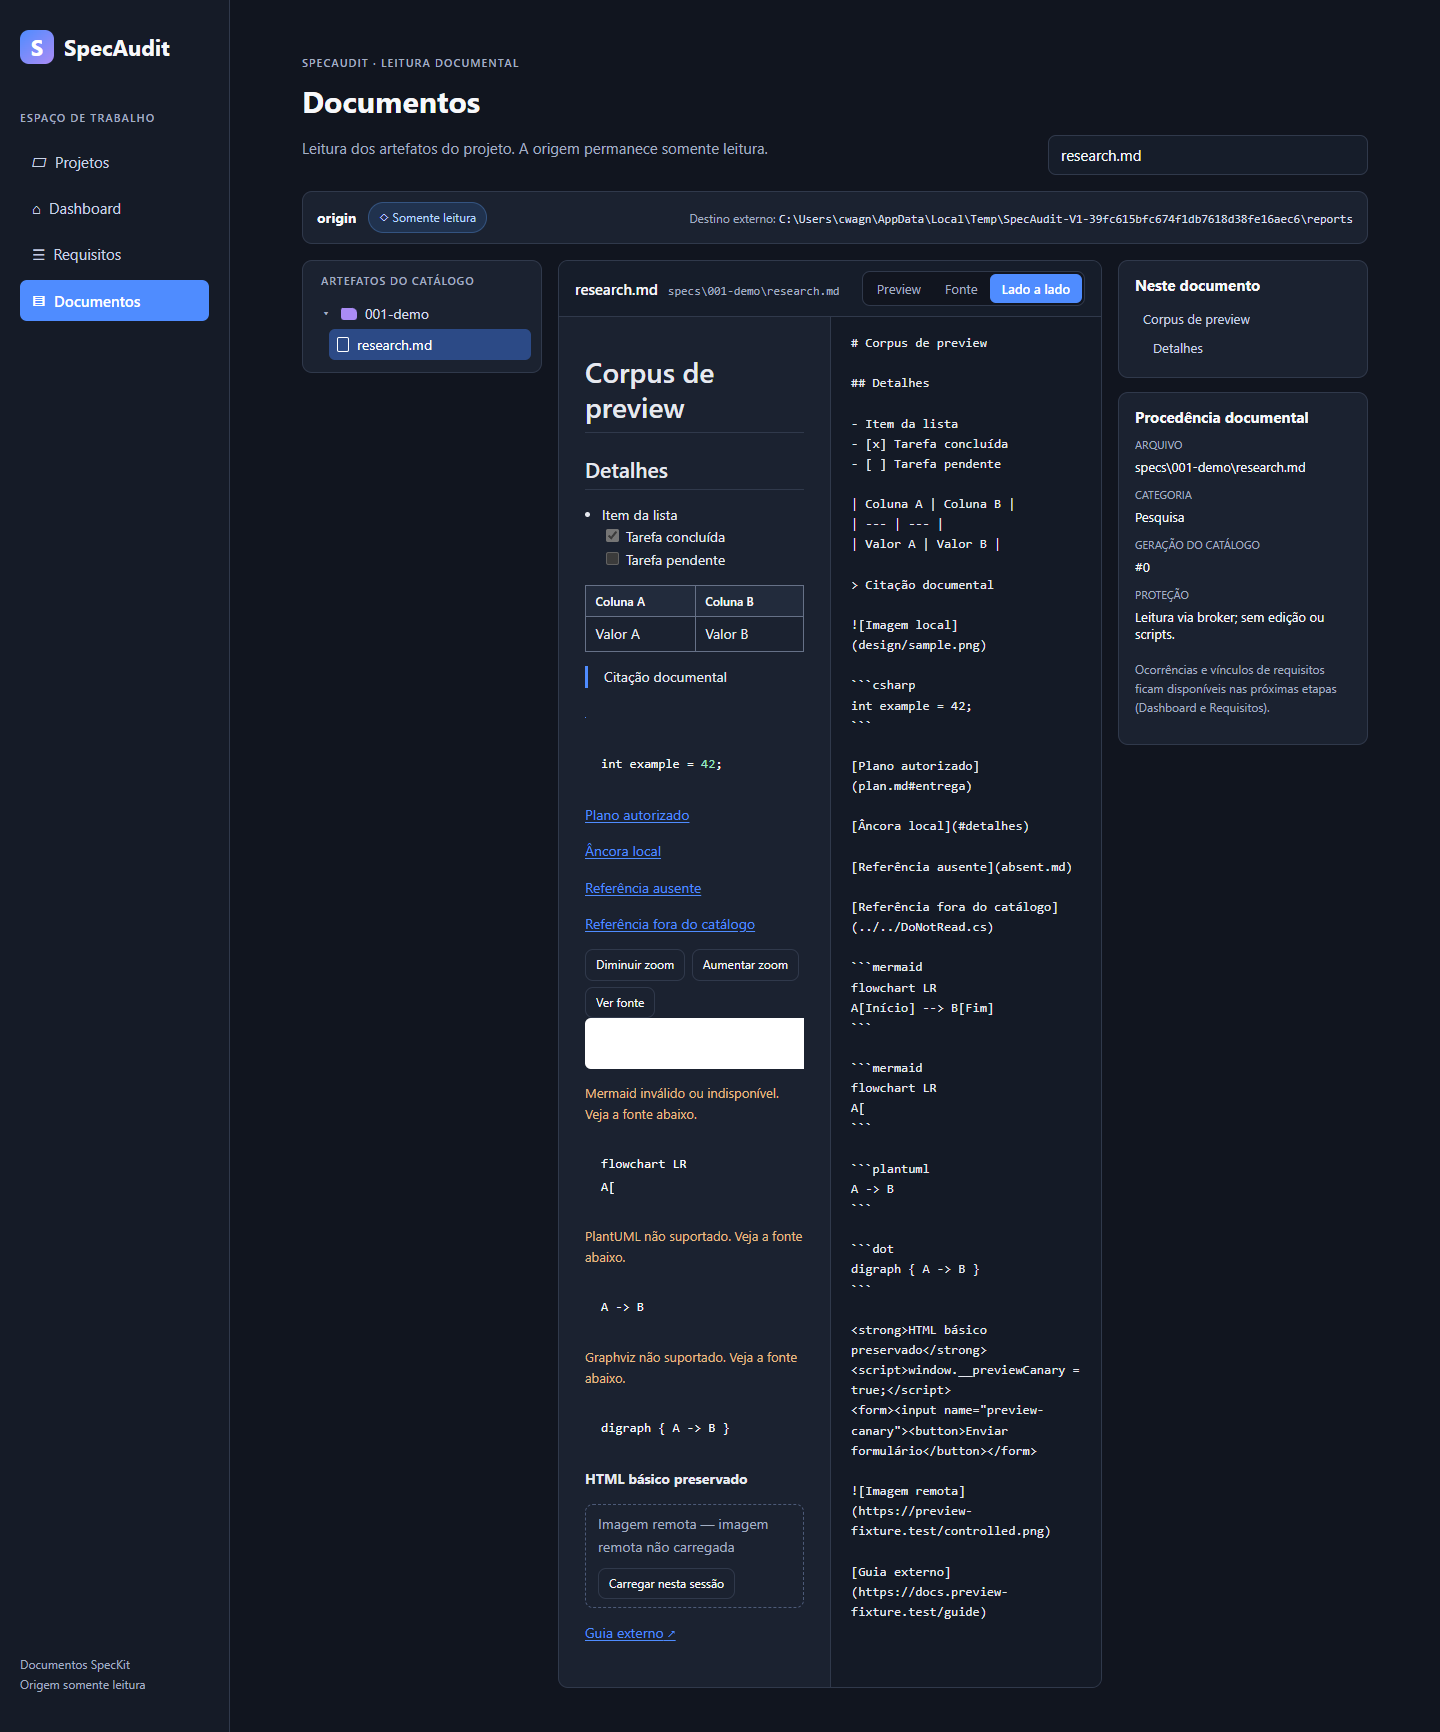 S SpecAudit
ESPAÇO DE TRABALHO
Projetos
Dashboard
Requisitos
Documentos
Documentos SpecKit
Origem somente leitura
SPECAUDIT · LEITURA DOCUMENTAL
Documentos
Leitura dos artefatos do projeto. A origem permanece somente leitura.
research.md
origin
Somente leitura
Destino externo: C:\Users\cwagn\AppData\Local\Temp\SpecAudit-V1-39fc615bfc674f1db7618d38fe16aec6\reports
ARTEFATOS DO CATÁLOGO
001-demo
research.md
research.md specs\001-demo\research.md
Preview
Fonte
Lado a lado
Corpus de
preview
Detalhes
Item da lista
Tarefa concluída
Tarefa pendente
Coluna A Coluna B
Valor A Valor B
Citação documental
int example = 42;
Plano autorizado
Âncora local
Referência ausente
Referência fora do catálogo
Diminuir zoom
Aumentar zoom
Ver fonte
Mermaid inválido ou indisponível.
Veja a fonte abaixo.
flowchart LR
A[
PlantUML não suportado. Veja a fonte
abaixo.
A -> B
Graphviz não suportado. Veja a fonte
abaixo.
digraph { A -> B }
HTML básico preservado
Imagem remota — imagem
remota não carregada
Carregar nesta sessão
Guia externo ↗
# Corpus de preview
## Detalhes
- Item da lista
- [x] Tarefa concluída
- [ ] Tarefa pendente
| Coluna A | Coluna B |
| --- | --- |
| Valor A | Valor B |
> Citação documental
![Imagem local]
(design/sample.png)
```csharp
int example = 42;
```
[Plano autorizado]
(plan.md#entrega)
[Âncora local](#detalhes)
[Referência ausente](absent.md)
[Referência fora do catálogo]
(../../DoNotRead.cs)
```mermaid
flowchart LR
A[Início] --> B[Fim]
```
```mermaid
flowchart LR
A[
```
```plantuml
A -> B
```
```dot
digraph { A -> B }
```
<strong>HTML básico
preservado</strong>
<script>window.__previewCanary =
true;</script>
<form><input name="preview-
canary"><button>Enviar
formulário</button></form>
![Imagem remota]
(https://preview-
fixture.test/controlled.png)
[Guia externo]
(https://docs.preview-
fixture.test/guide)
Neste documento
Corpus de preview
Detalhes
Procedência documental
ARQUIVO
specs\001-demo\research.md
CATEGORIA
Pesquisa
GERAÇÃO DO CATÁLOGO
#0
PROTEÇÃO
Leitura via broker; sem edição ou
scripts.
Ocorrências e vínculos de requisitos
ficam disponíveis nas próximas etapas
(Dashboard e Requisitos).